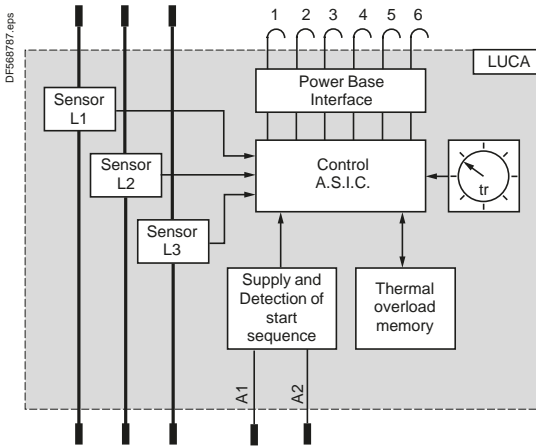 DF568787.eps
1 2 3 4 5 6
LUCA
Power Base
Interface
Sensor
L1
Control
A.S.I.C.
Sensor
L2
tr
Sensor
L3
Supply and
Detection of
start
sequence
Thermal
overload
memory
A1
A2